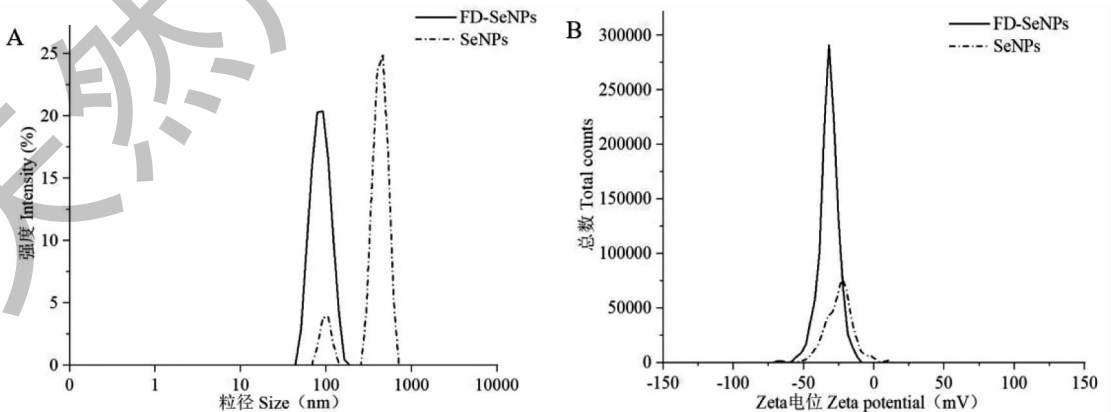 天然
A
FD-SeNPs
SeNPs
强度 Intensity (%)
25
20
15
10
5
0
0 1 10 100 1000 10000
粒径 Size（nm）
B
FD-SeNPs
SeNPs
总数 Total counts
300000
250000
200000
150000
100000
50000
0
-150 -100 -50 0 50 100 150
Zeta电位 Zeta potential（mV）